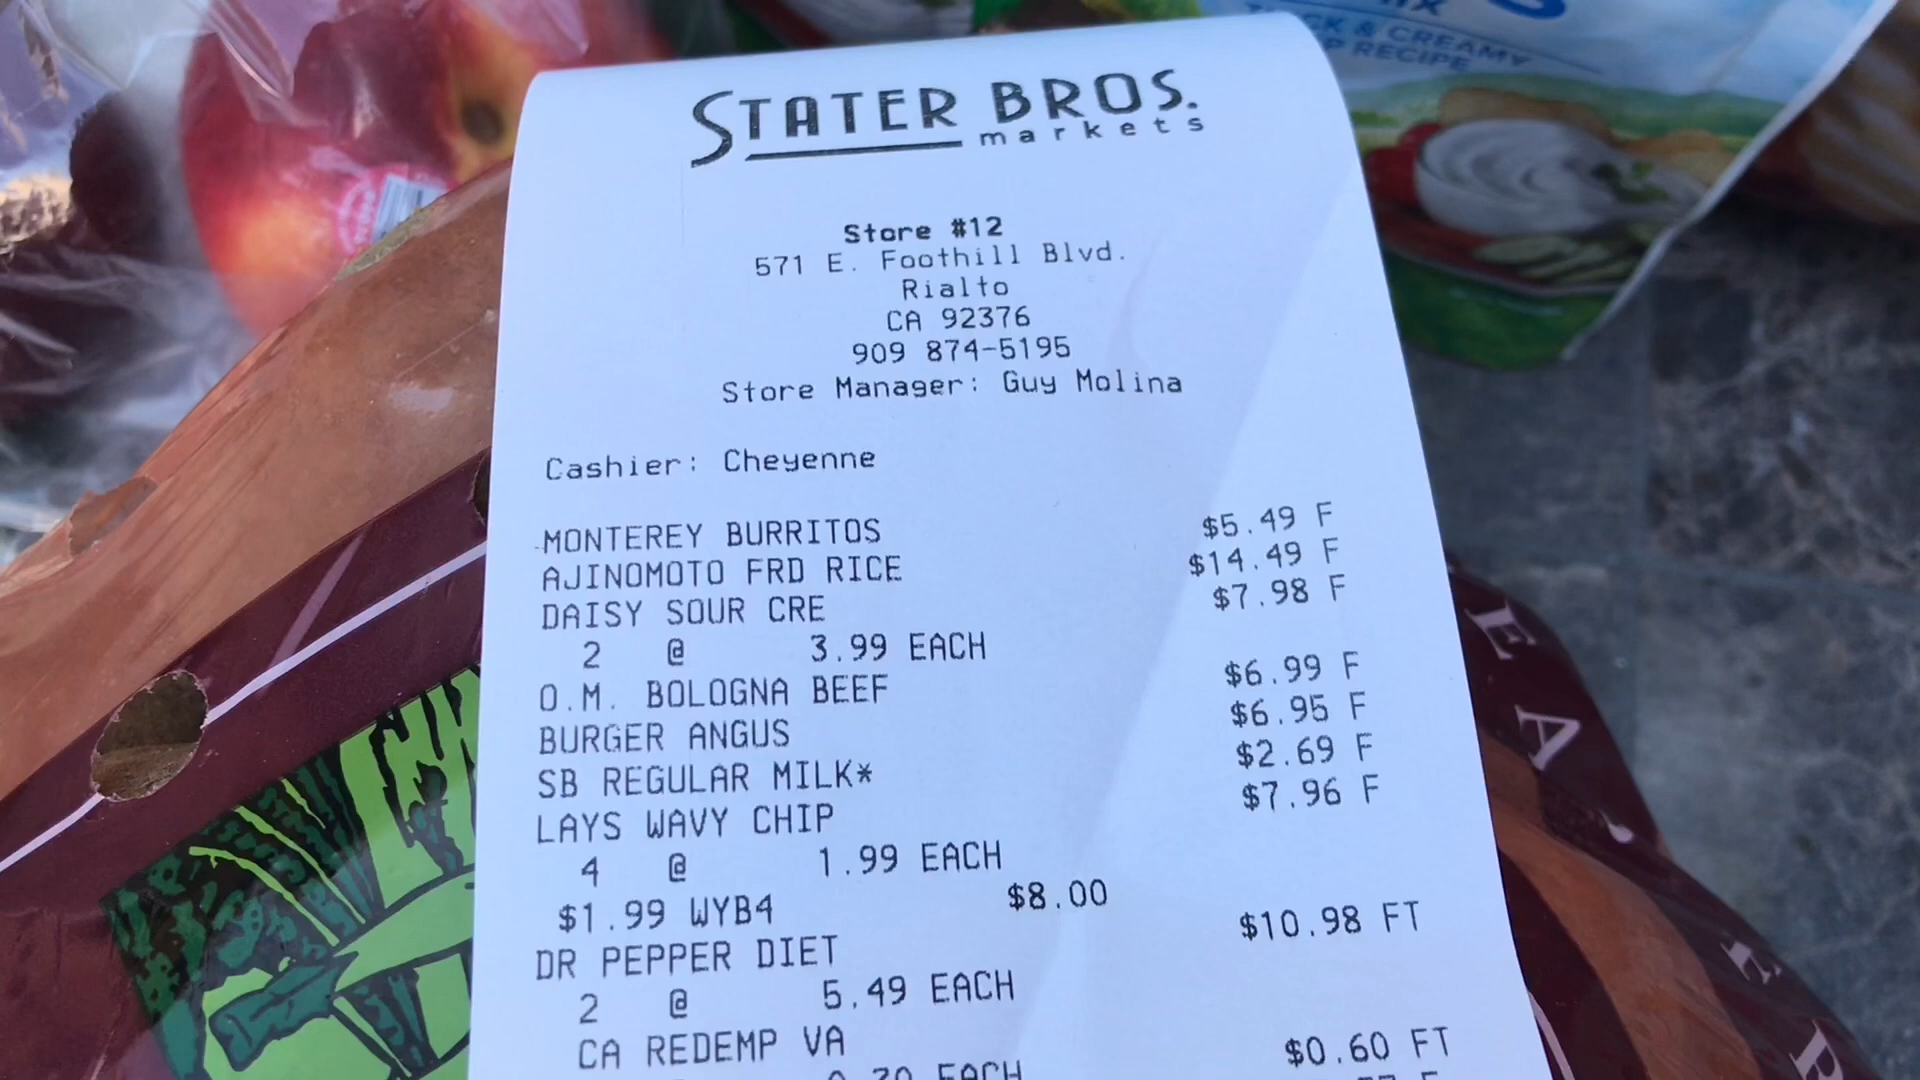 STATER BROS.
markets
Store #12
571 E. Foothill Blvd.
Rialto
CA 92376
909 874-5195
Store Manager: Guy Molina
Cashier: Cheyenne
MONTEREY BURRITOS $5.49 F
AJINOMOTO FRD RICE $14.49 F
DAISY SOUR CRE $7.98 F
2 @ 3.99 EACH
O.M. BOLOGNA BEEF $6.99 F
BURGER ANGUS $6.95 F
SB REGULAR MILK* $2.69 F
LAYS WAVY CHIP $7.96 F
4 @ 1.99 EACH
$1.99 WYB4 $8.00
DR PEPPER DIET $10.98 FT
2 @ 5.49 EACH
CA REDEMP VA $0.60 FT
EACH
& CREAMY
RECIPE